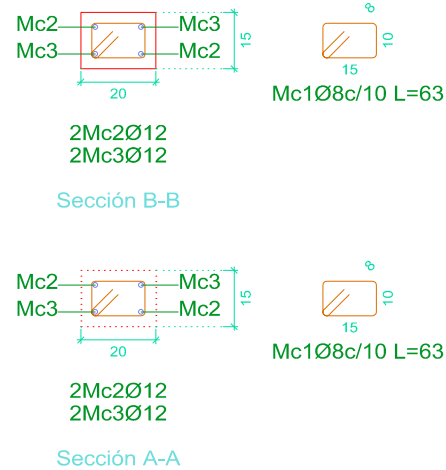 Mc2 Mc3 8
Mc3 Mc2 15 10
20 15
Mc1Ø8c/10 L=63
2Mc2Ø12
2Mc3Ø12
Sección B-B
Mc2 Mc3 8
Mc3 Mc2 15 10
20 15
Mc1Ø8c/10 L=63
2Mc2Ø12
2Mc3Ø12
Sección A-A